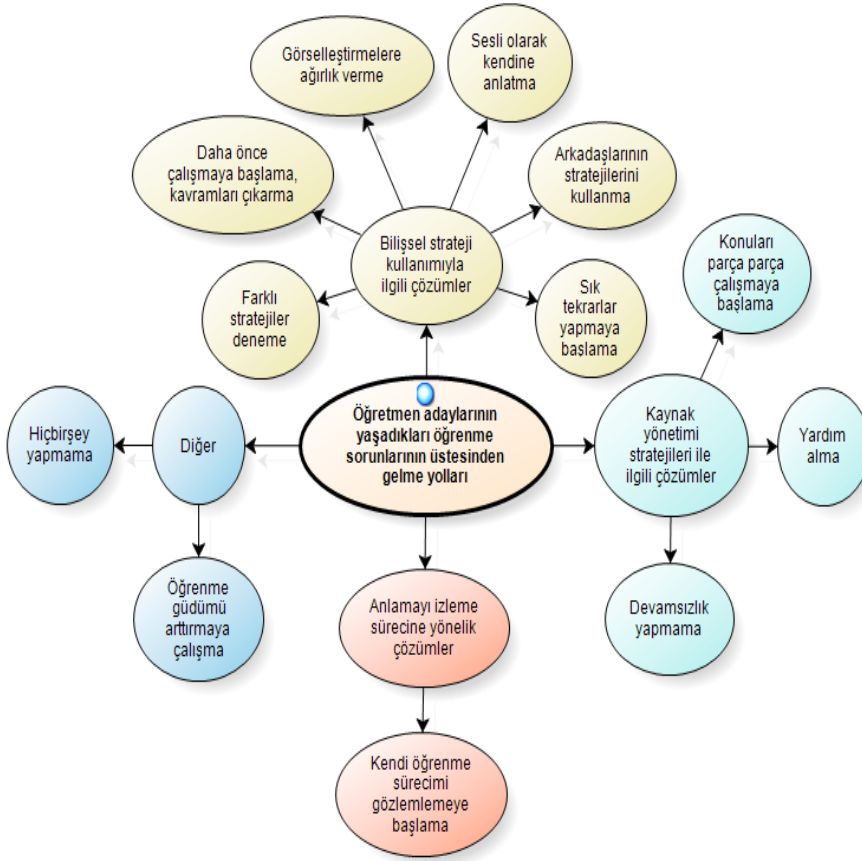 Görselleştirmelere
ağırlık verme
Sesli olarak
kendine
anlatma
Daha önce
çalışmaya başlama,
kavramları çıkarma
Arkadaşlarının
stratejilerini
kullanma
Bilişsel strateji
kullanımıyla
ilgili çözümler
Konuları
parça parça
çalışmaya
başlama
Farklı
stratejiler
deneme
Sık
tekrarlar
yapmaya
başlama
Hiçbirşey
yapmama
Diğer
Öğretmen adaylarının
yaşadıkları öğrenme
sorunlarının üstesinden
gelme yolları
Kaynak
yönetimi
stratejileri ile
ilgili çözümler
Yardım
alma
Öğrenme
güdümü
arttırmaya
çalışma
Anlamayı izleme
sürecine yönelik
çözümler
Devamsızlık
yapmama
Kendi öğrenme
sürecimi
gözlemlemeye
başlama